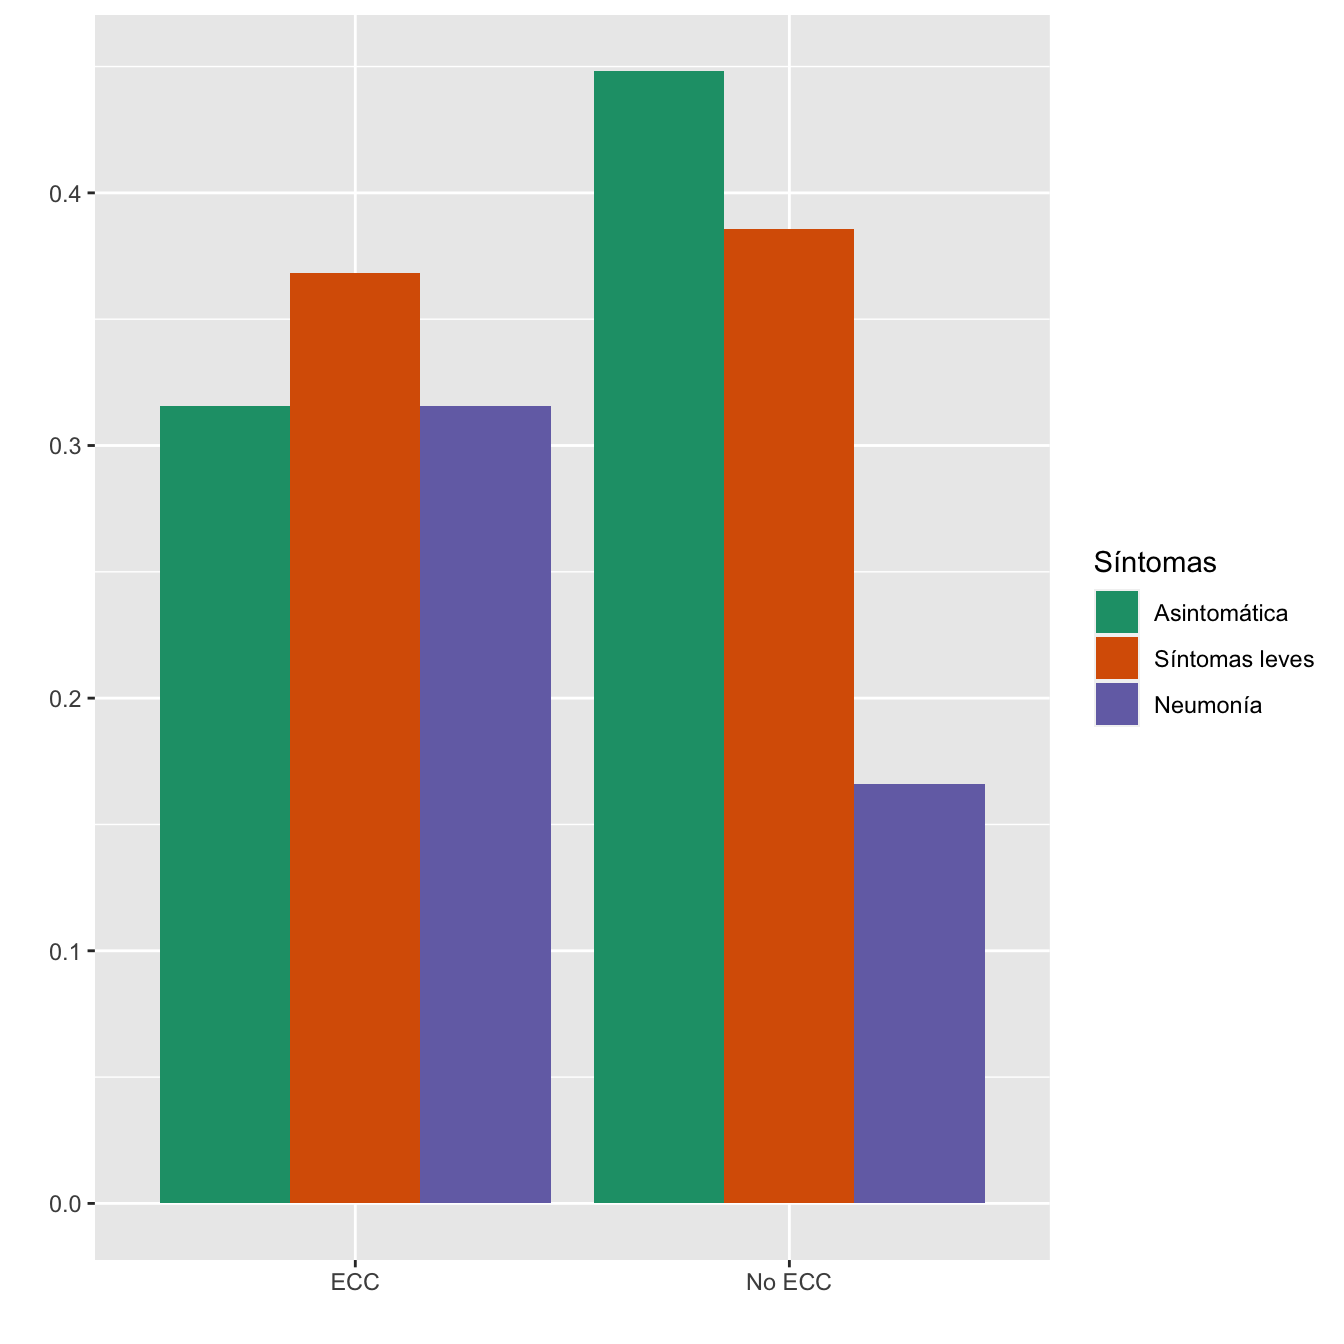 0.4
0.3
0.2
0.1
0.0
ECC
No ECC
Síntomas
Asintomática
Síntomas leves
Neumonía